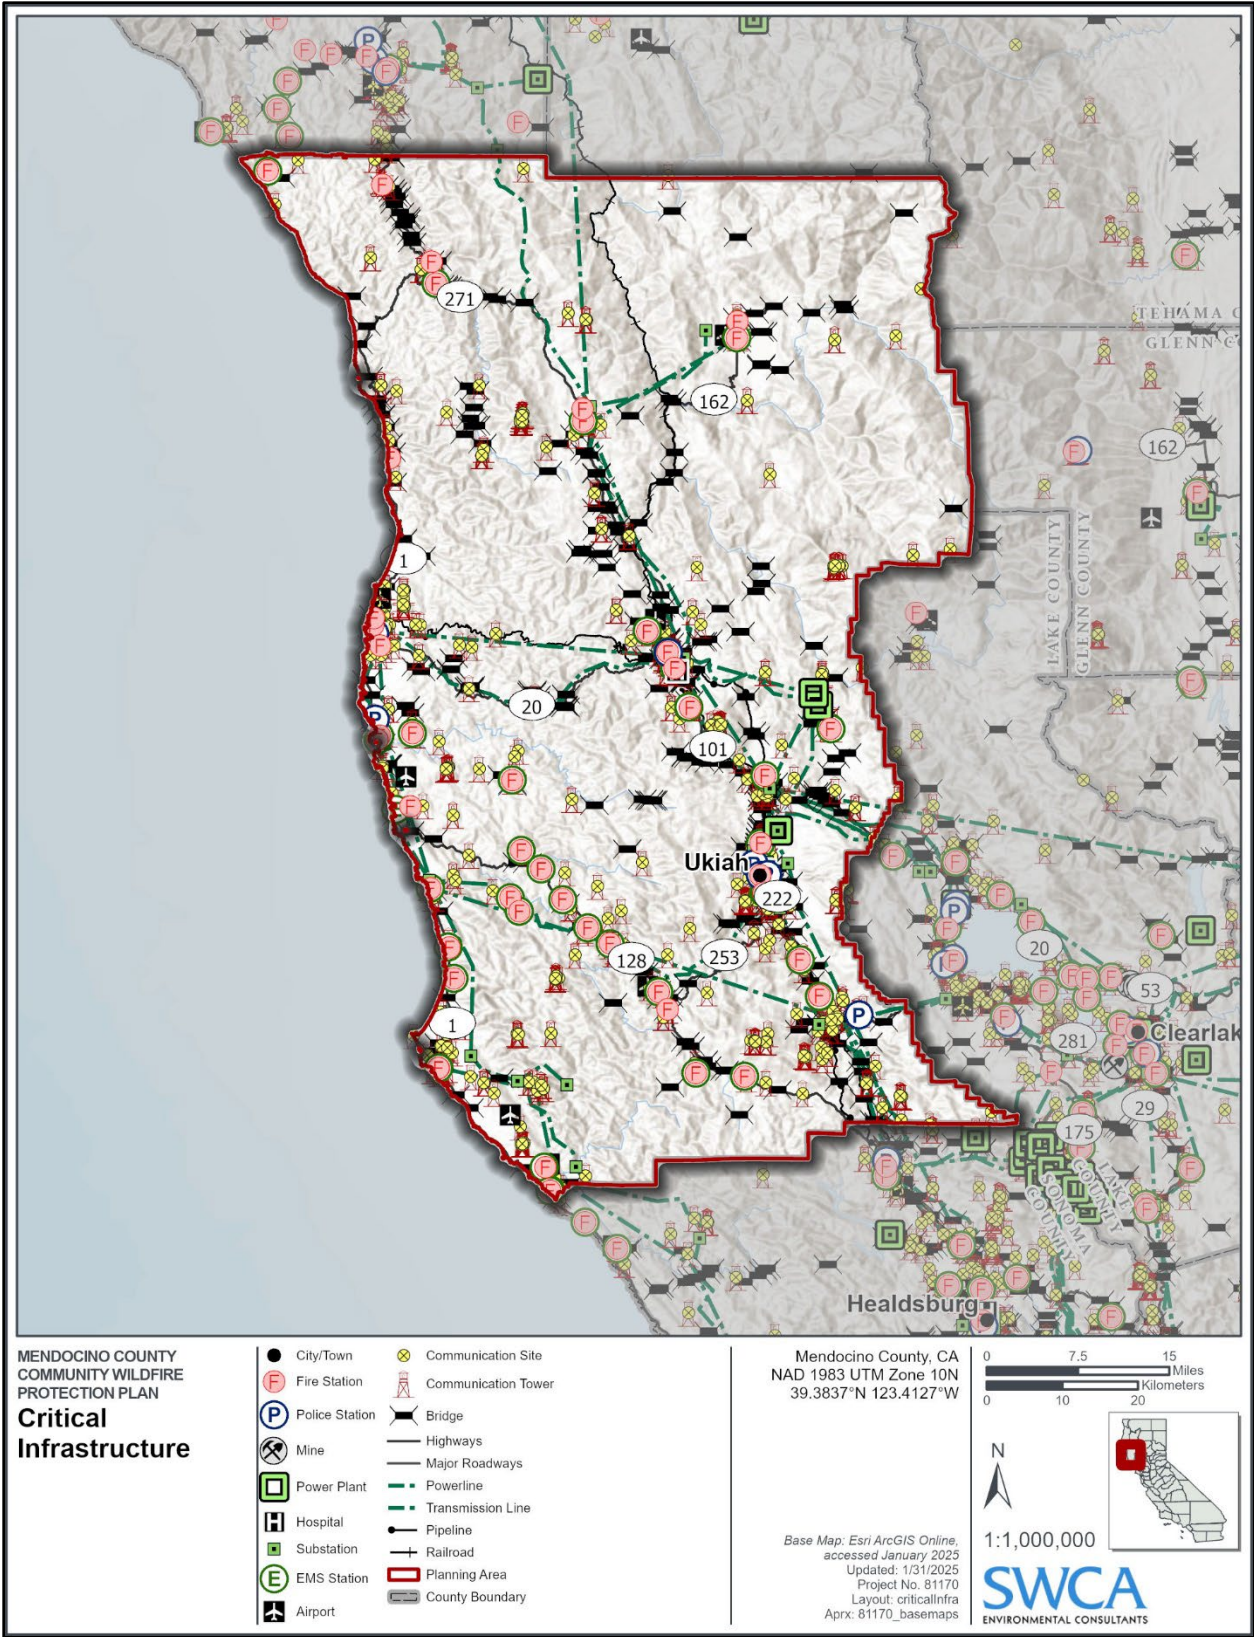 TEHAMA C
GLENN C
271
162
162
LAKE COUNTY
GLENN COUNTY
1
20
101
Ukiah
222
20
128
253
53
1
281
Clearlak
29
175
LAKE
COUNTY
SONOMA
COUNTY
Healdsburg
MENDOCINO COUNTY
COMMUNITY WILDFIRE
PROTECTION PLAN
Critical
Infrastructure
City/Town
Fire Station
Police Station
Mine
Power Plant
Hospital
Substation
EMS Station
Airport
Communication Site
Communication Tower
Bridge
Highways
Major Roadways
Powerline
Transmission Line
Pipeline
Railroad
Planning Area
County Boundary
Mendocino County, CA
NAD 1983 UTM Zone 10N
39.3837°N 123.4127°W
Base Map: Esri ArcGIS Online,
accessed January 2025
Updated: 1/31/2025
Project No. 81170
Layout: criticalInfra
Aprx: 81170_basemaps
0 7.5 15
Miles
Kilometers
0 10 20
N
1:1,000,000
SWCA
ENVIRONMENTAL CONSULTANTS